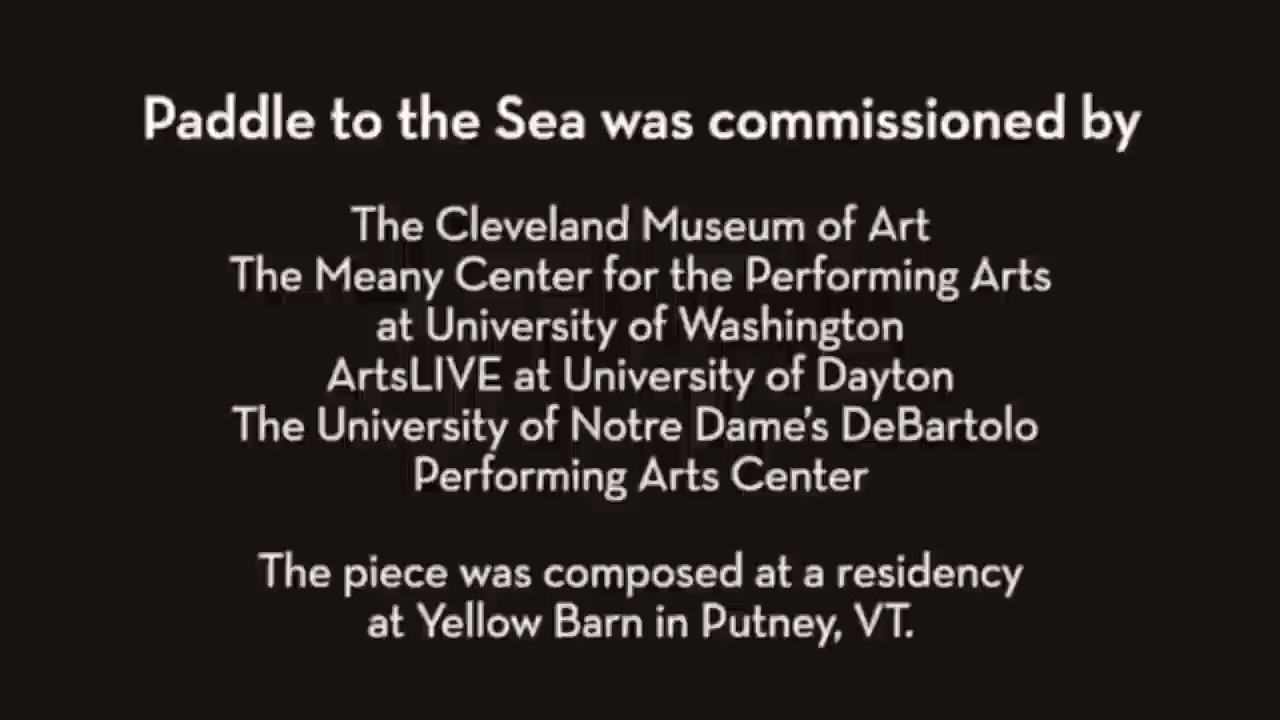 Paddle to the Sea was commissioned by
The Cleveland Museum of Art
The Meany Center for the Performing Arts
at University of Washington
ArtsLIVE at University of Dayton
The University of Notre Dame's DeBartolo
Performing Arts Center
The piece was composed at a residency
at Yellow Barn in Putney, VT.